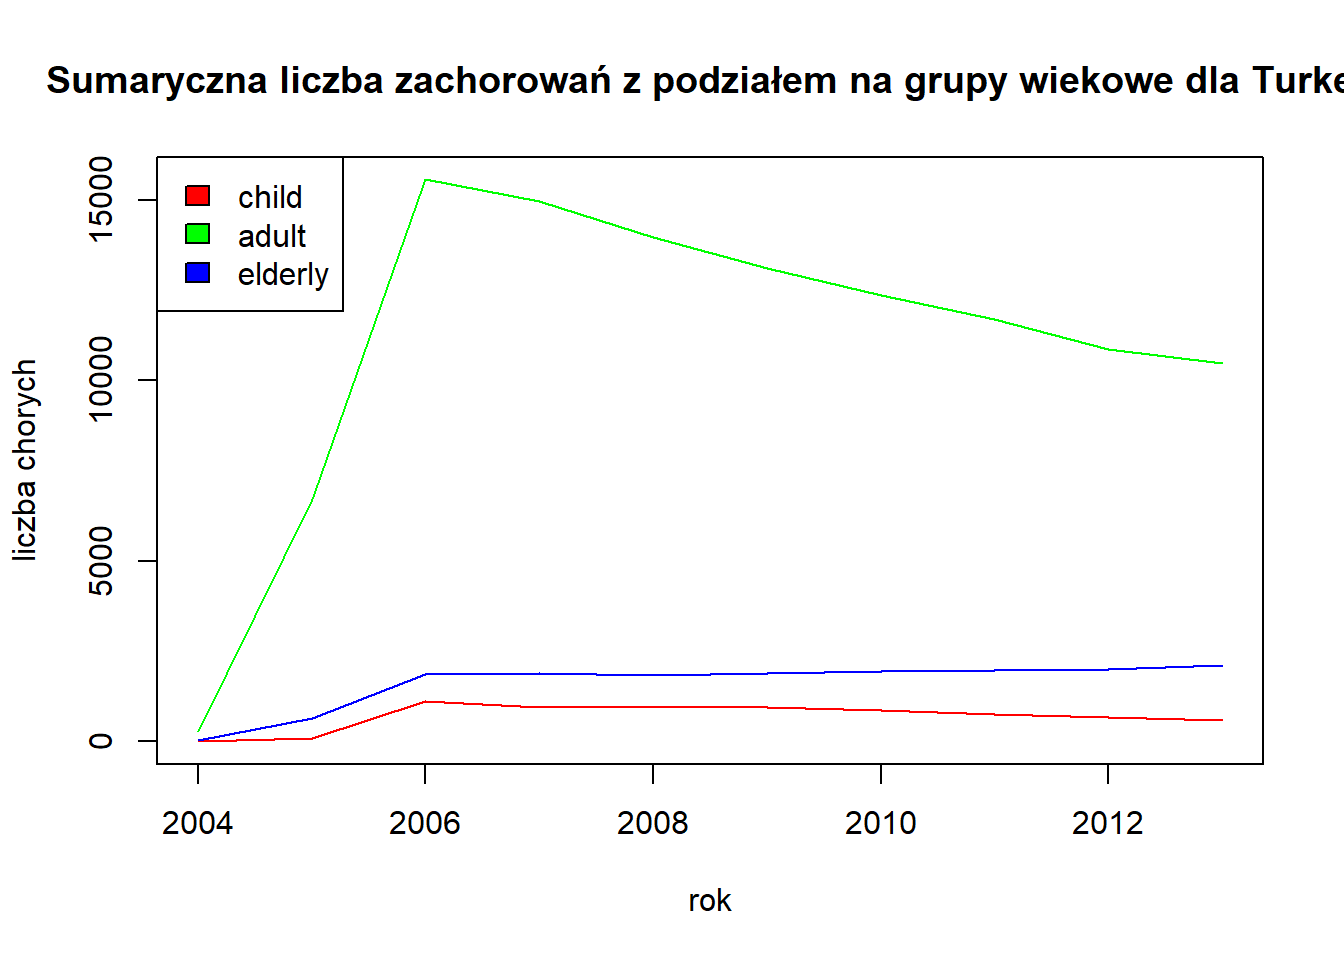 Sumaryczna liczba zachorowań z podziałem na grupy wiekowe dla Turke
child
adult
elderly
liczba chorych
15000
10000
5000
0
2004 2006 2008 2010 2012
rok